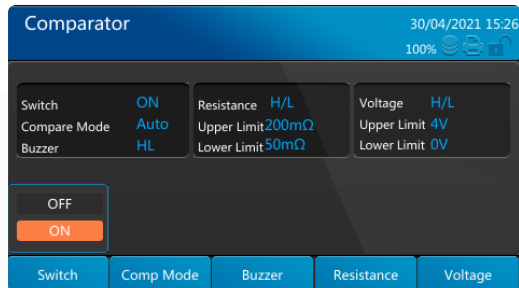 Comparator
30/04/2021 15:26
100%
Switch ON
Compare Mode Auto
Buzzer HL
Resistance H/L
Upper Limit 200mΩ
Lower Limit 50mΩ
Voltage H/L
Upper Limit 4V
Lower Limit 0V
OFF
ON
Switch Comp Mode Buzzer Resistance Voltage